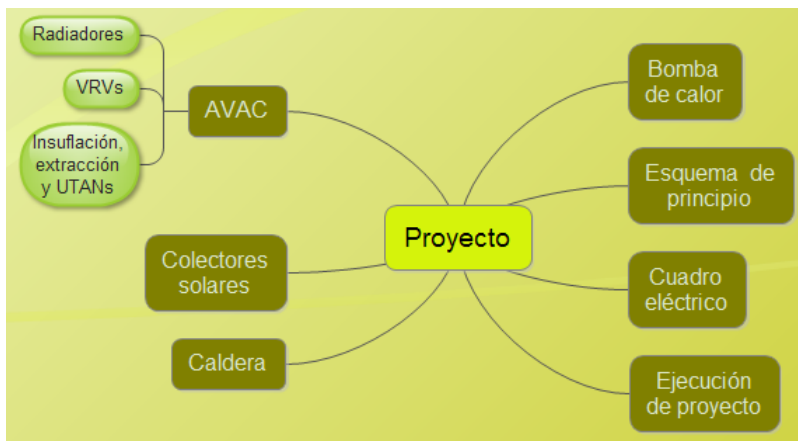 Radiadores
VRVs
Insuflación,
extracción
y UTANs
AVAC
Colectores
solares
Caldera
Proyecto
Bomba
de calor
Esquema de
principio
Cuadro
eléctrico
Ejecución
de proyecto